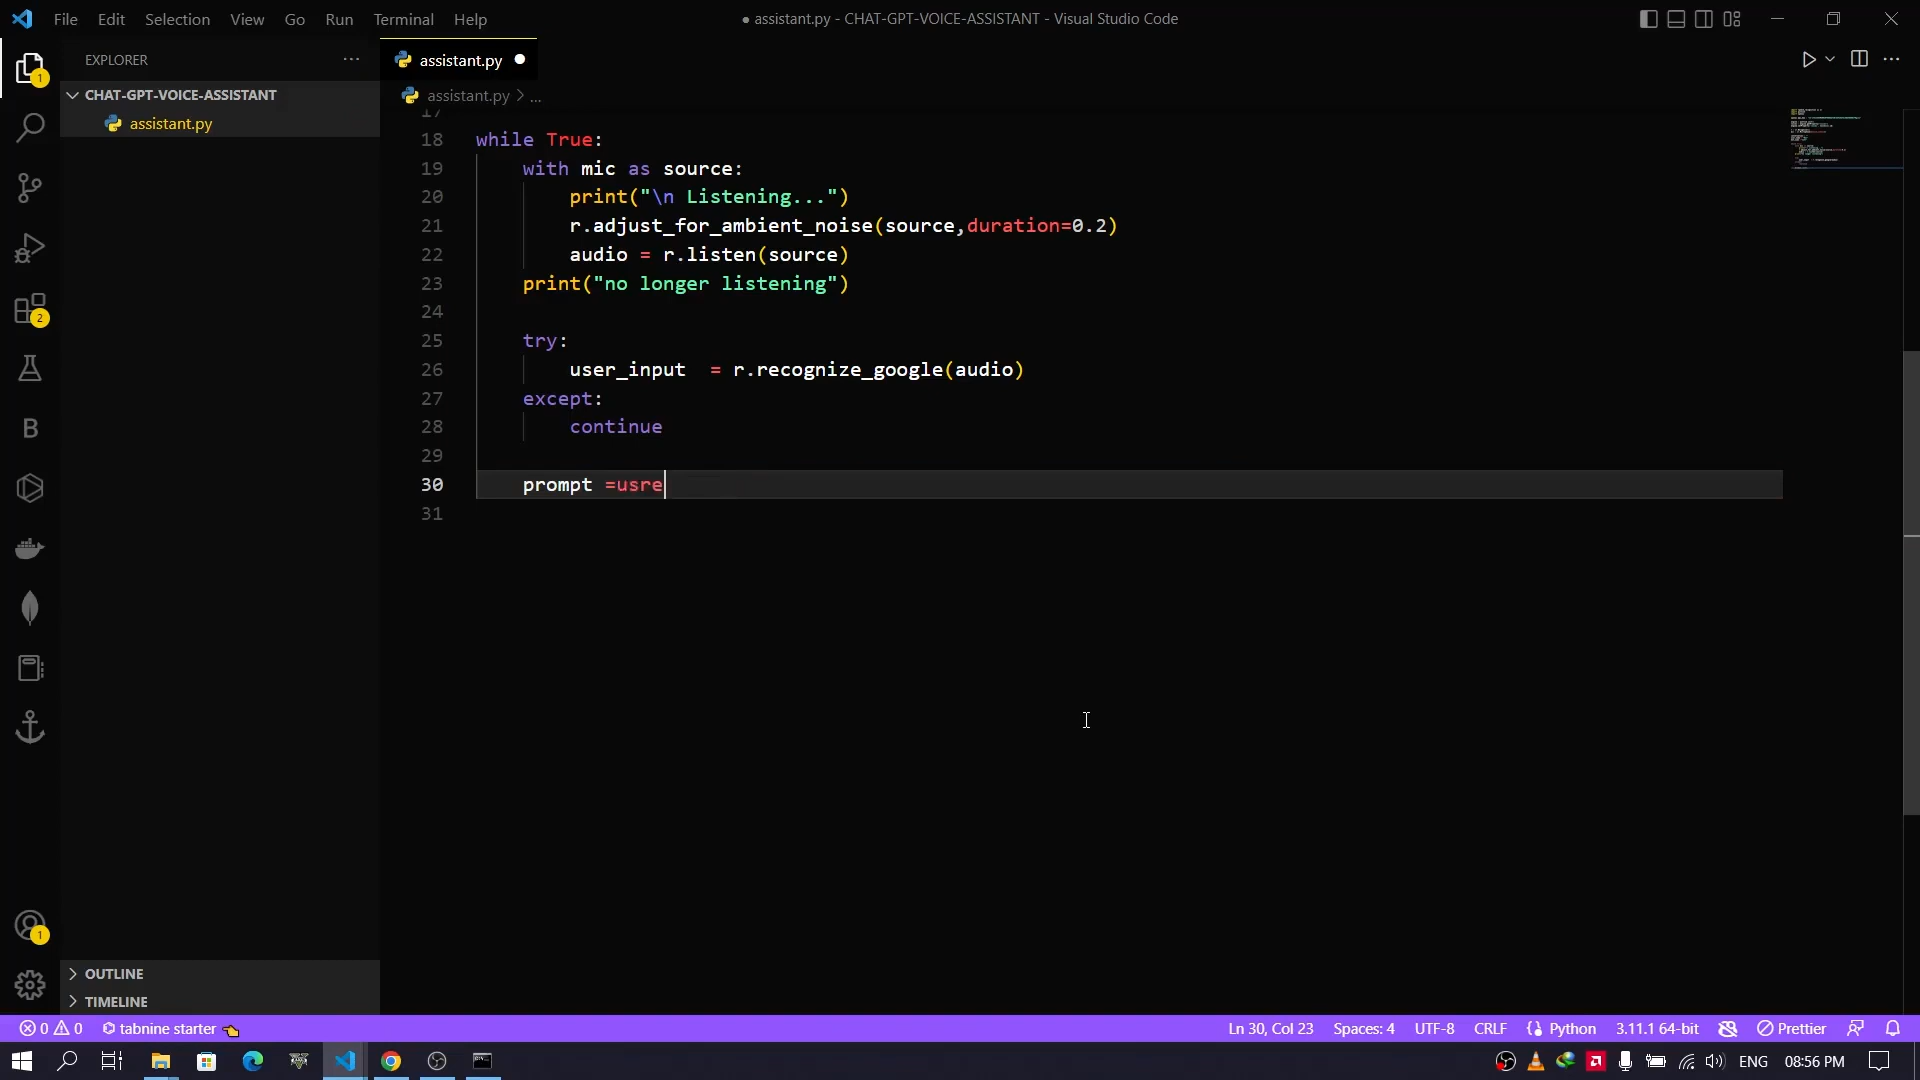 File Edit Selection View Go Run Terminal Help
● assistant.py - CHAT-GPT-VOICE-ASSISTANT - Visual Studio Code
EXPLORER ...
assistant.py
1
CHAT-GPT-VOICE-ASSISTANT
assistant.py > ...
assistant.py
17
18 while True:
19 with mic as source:
20 print("\n Listening...")
21 r.adjust_for_ambient_noise(source,duration=0.2)
22 audio = r.listen(source)
23 print("no longer listening")
24
25 try:
26 user_input  = r.recognize_google(audio)
27 except:
28 continue
29
30 prompt =usre
31
2
B
1
OUTLINE
TIMELINE
0 0 tabnine starter
Ln 30, Col 23 Spaces: 4 UTF-8 CRLF Python 3.11.1 64-bit Prettier
ENG 08:56 PM